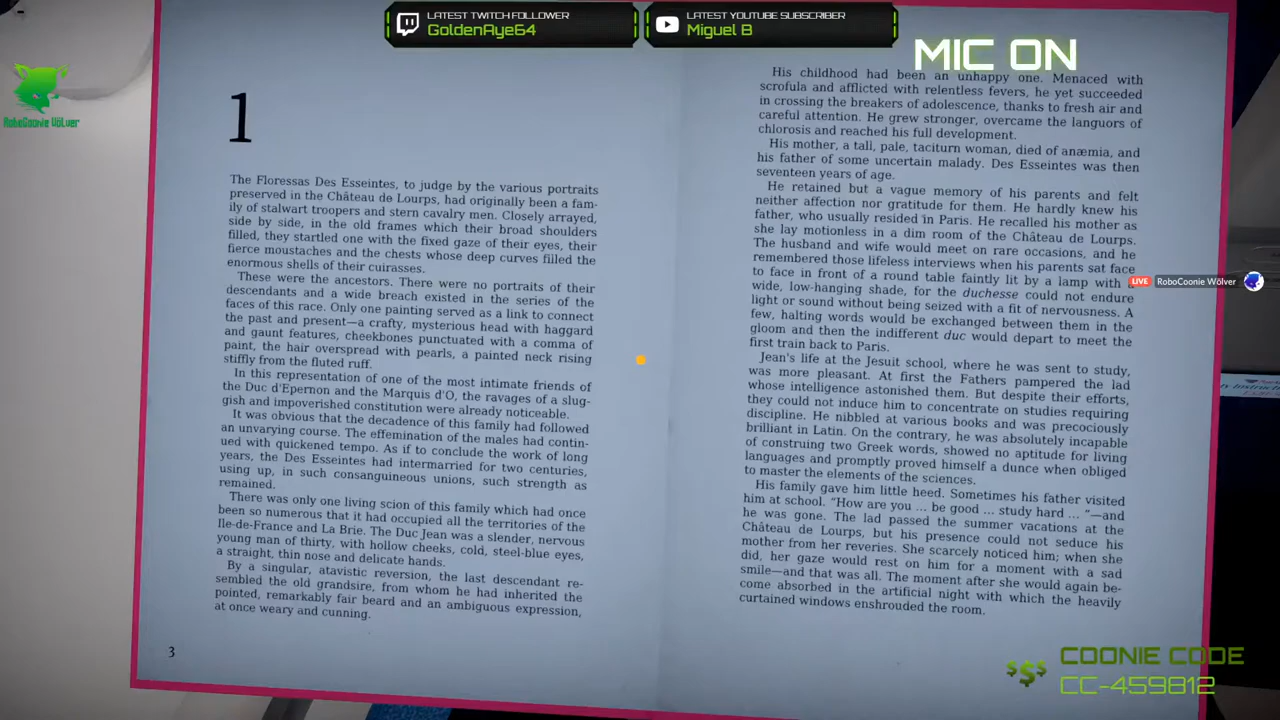 LATEST TWITCH FOLLOWER
GoldenAye64
LATEST YOUTUBE SUBSCRIBER
Miguel B
MIC ON
RoboCoonie Wölver
1
The Floressas Des Esseintes, to judge by the various portraits
preserved in the Château de Lourps, had originally been a fam-
ily of stalwart troopers and stern cavalry men. Closely arrayed,
side by side, in the old frames which their broad shoulders
filled, they startled one with the fixed gaze of their eyes, their
fierce moustaches and the chests whose deep curves filled the
enormous shells of their cuirasses.
These were the ancestors. There were no portraits of their
descendants and a wide breach existed in the series of the
faces of this race. Only one painting served as a link to connect
the past and present—a crafty, mysterious head with haggard
and gaunt features, cheekbones punctuated with a comma of
paint, the hair overspread with pearls, a painted neck rising
stiffly from the fluted ruff.
In this representation of one of the most intimate friends of
the Duc d'Epernon and the Marquis d'O, the ravages of a slug-
gish and impoverished constitution were already noticeable.
It was obvious that the decadence of this family had followed
an unvarying course. The effemination of the males had contin-
ued with quickened tempo. As if to conclude the work of long
years, the Des Esseintes had intermarried for two centuries,
using up, in such consanguineous unions, such strength as
remained.
There was only one living scion of this family which had once
been so numerous that it had occupied all the territories of the
Ile-de-France and La Brie. The Duc Jean was a slender, nervous
young man of thirty, with hollow cheeks, cold, steel-blue eyes,
a straight, thin nose and delicate hands.
By a singular, atavistic reversion, the last descendant re-
sembled the old grandsire, from whom he had inherited the
pointed, remarkably fair beard and an ambiguous expression,
at once weary and cunning.
3
His childhood had been an unhappy one. Menaced with
scrofula and afflicted with relentless fevers, he yet succeeded
in crossing the breakers of adolescence, thanks to fresh air and
careful attention. He grew stronger, overcame the languors of
chlorosis and reached his full development.
His mother, a tall, pale, taciturn woman, died of anæmia, and
his father of some uncertain malady. Des Esseintes was then
seventeen years of age.
He retained but a vague memory of his parents and felt
neither affection nor gratitude for them. He hardly knew his
father, who usually resided in Paris. He recalled his mother as
she lay motionless in a dim room of the Château de Lourps.
The husband and wife would meet on rare occasions, and he
remembered those lifeless interviews when his parents sat face
to face in front of a round table faintly lit by a lamp with a
wide, low-hanging shade, for the duchesse could not endure
light or sound without being seized with a fit of nervousness. A
few, halting words would be exchanged between them in the
gloom and then the indifferent duc would depart to meet the
first train back to Paris.
Jean's life at the Jesuit school, where he was sent to study,
was more pleasant. At first the Fathers pampered the lad
whose intelligence astonished them. But despite their efforts,
they could not induce him to concentrate on studies requiring
discipline. He nibbled at various books and was precociously
brilliant in Latin. On the contrary, he was absolutely incapable
of construing two Greek words, showed no aptitude for living
languages and promptly proved himself a dunce when obliged
to master the elements of the sciences.
His family gave him little heed. Sometimes his father visited
him at school. "How are you ... be good ... study hard ... "—and
he was gone. The lad passed the summer vacations at the
Château de Lourps, but his presence could not seduce his
mother from her reveries. She scarcely noticed him; when she
did, her gaze would rest on him for a moment with a sad
smile—and that was all. The moment after she would again be-
come absorbed in the artificial night with which the heavily
curtained windows enshrouded the room.
LIVE RoboCoonie Wölver
$$$ COONIE CODE
CC-459812